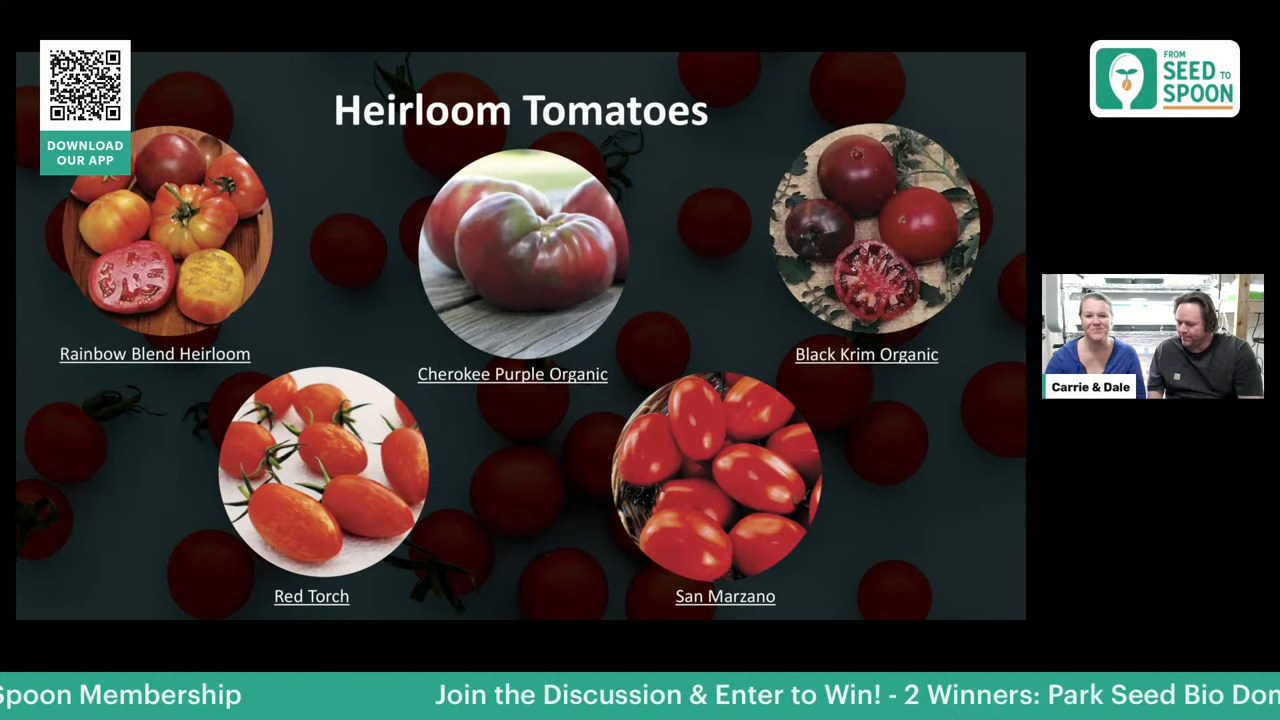 DOWNLOAD
OUR APP
Heirloom Tomatoes
FROM
SEED TO
SPOON
Rainbow Blend Heirloom
Cherokee Purple Organic
Black Krim Organic
Carrie & Dale
Red Torch
San Marzano
Spoon Membership
Join the Discussion & Enter to Win! - 2 Winners: Park Seed Bio